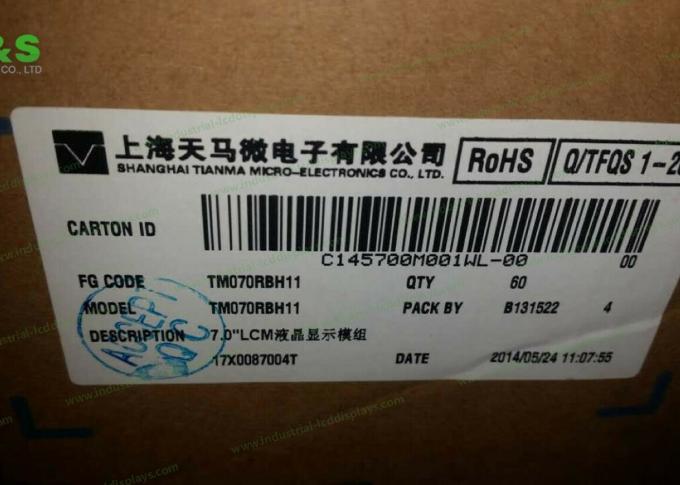 &S
CO., LTD
上海天马微电子有限公司
SHANGHAI TIANMA MICRO-ELECTRONICS CO., LTD.
RoHS
Q/TFQS 1-20
CARTON ID
C145700M001WL-00
00
FG CODE TM070RBH11 QTY 60
MODEL TM070RBH11 PACK BY B131522 4
DESCRIPTION 7.0"LCM液晶显示模组
17X0087004T DATE 2014/05/24 11:07:55
ACCEPT
QC
www.industrial-lcddisplays.com